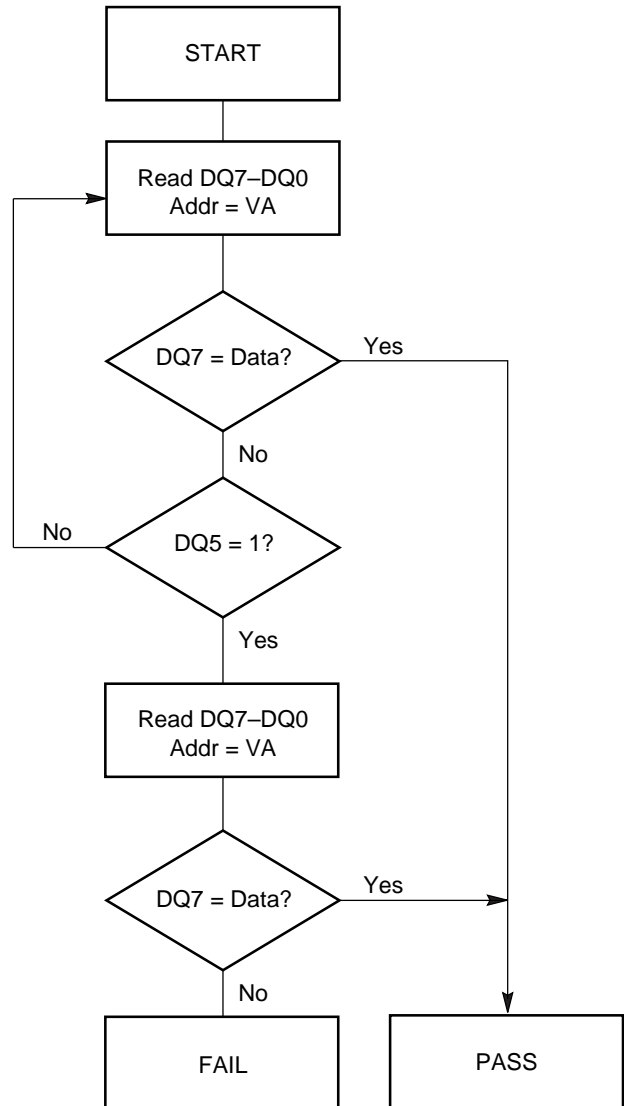 START
Read DQ7–DQ0
Addr = VA
DQ7 = Data?
Yes
No
No
DQ5 = 1?
Yes
Read DQ7–DQ0
Addr = VA
DQ7 = Data?
Yes
No
FAIL
PASS